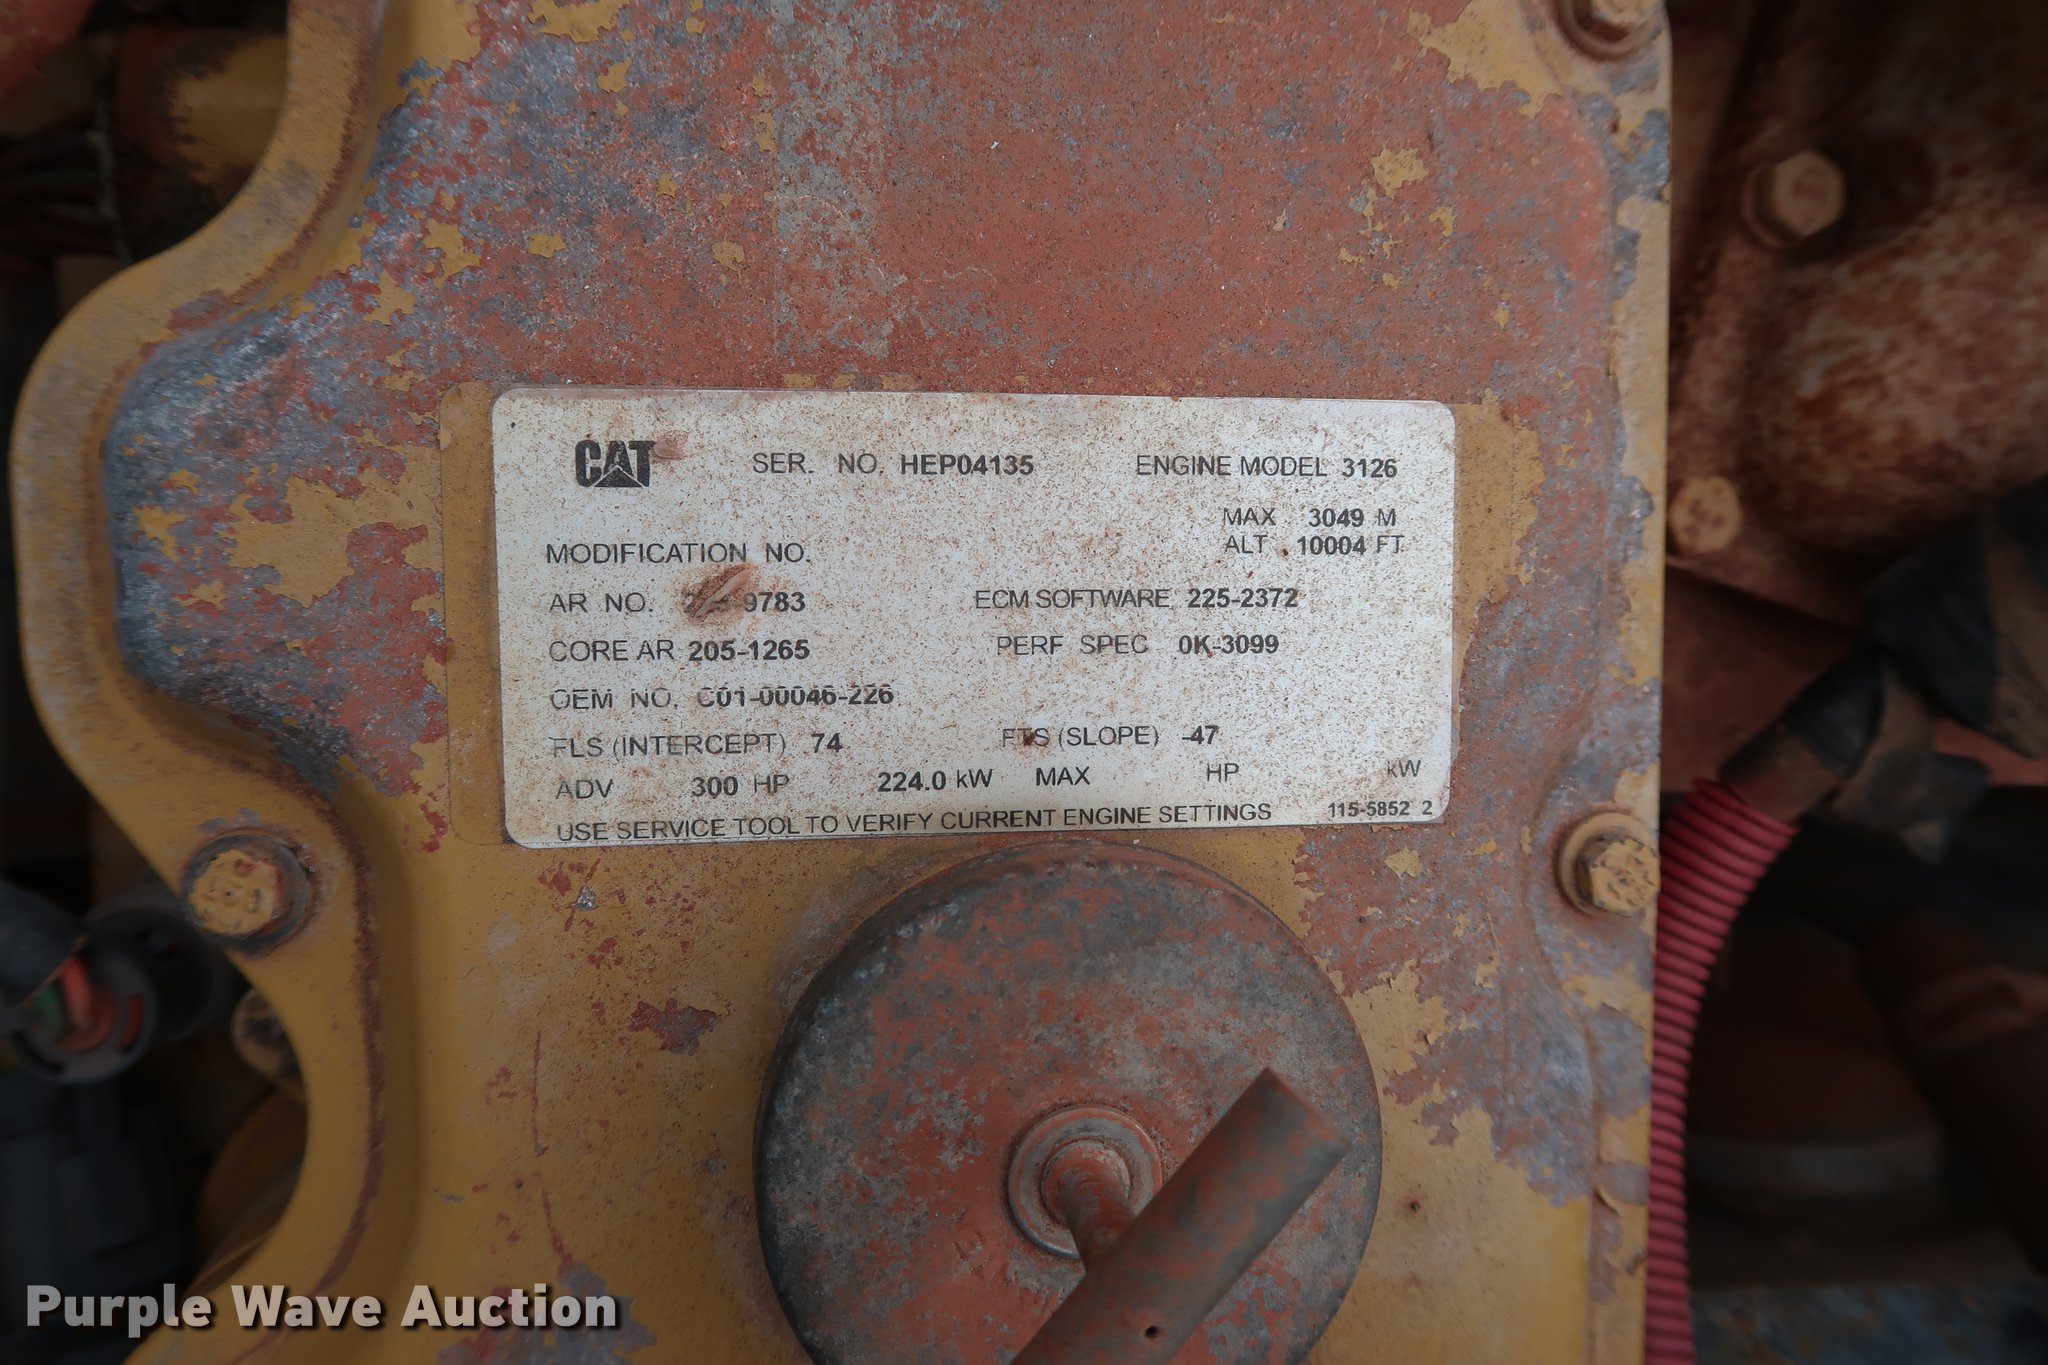 CAT SER. NO. HEP04135 ENGINE MODEL 3126
MAX 3049 M
MODIFICATION NO. ALT 10004 FT
AR NO. 9783 ECM SOFTWARE 225-2372
CORE AR 205-1265 PERF SPEC 0K-3099
OEM NO. C01-00046-226
FLS (INTERCEPT) 74 FTS (SLOPE) -47
ADV 300 HP 224.0 kW MAX HP kW
USE SERVICE TOOL TO VERIFY CURRENT ENGINE SETTINGS 115-5852 2
Purple Wave Auction